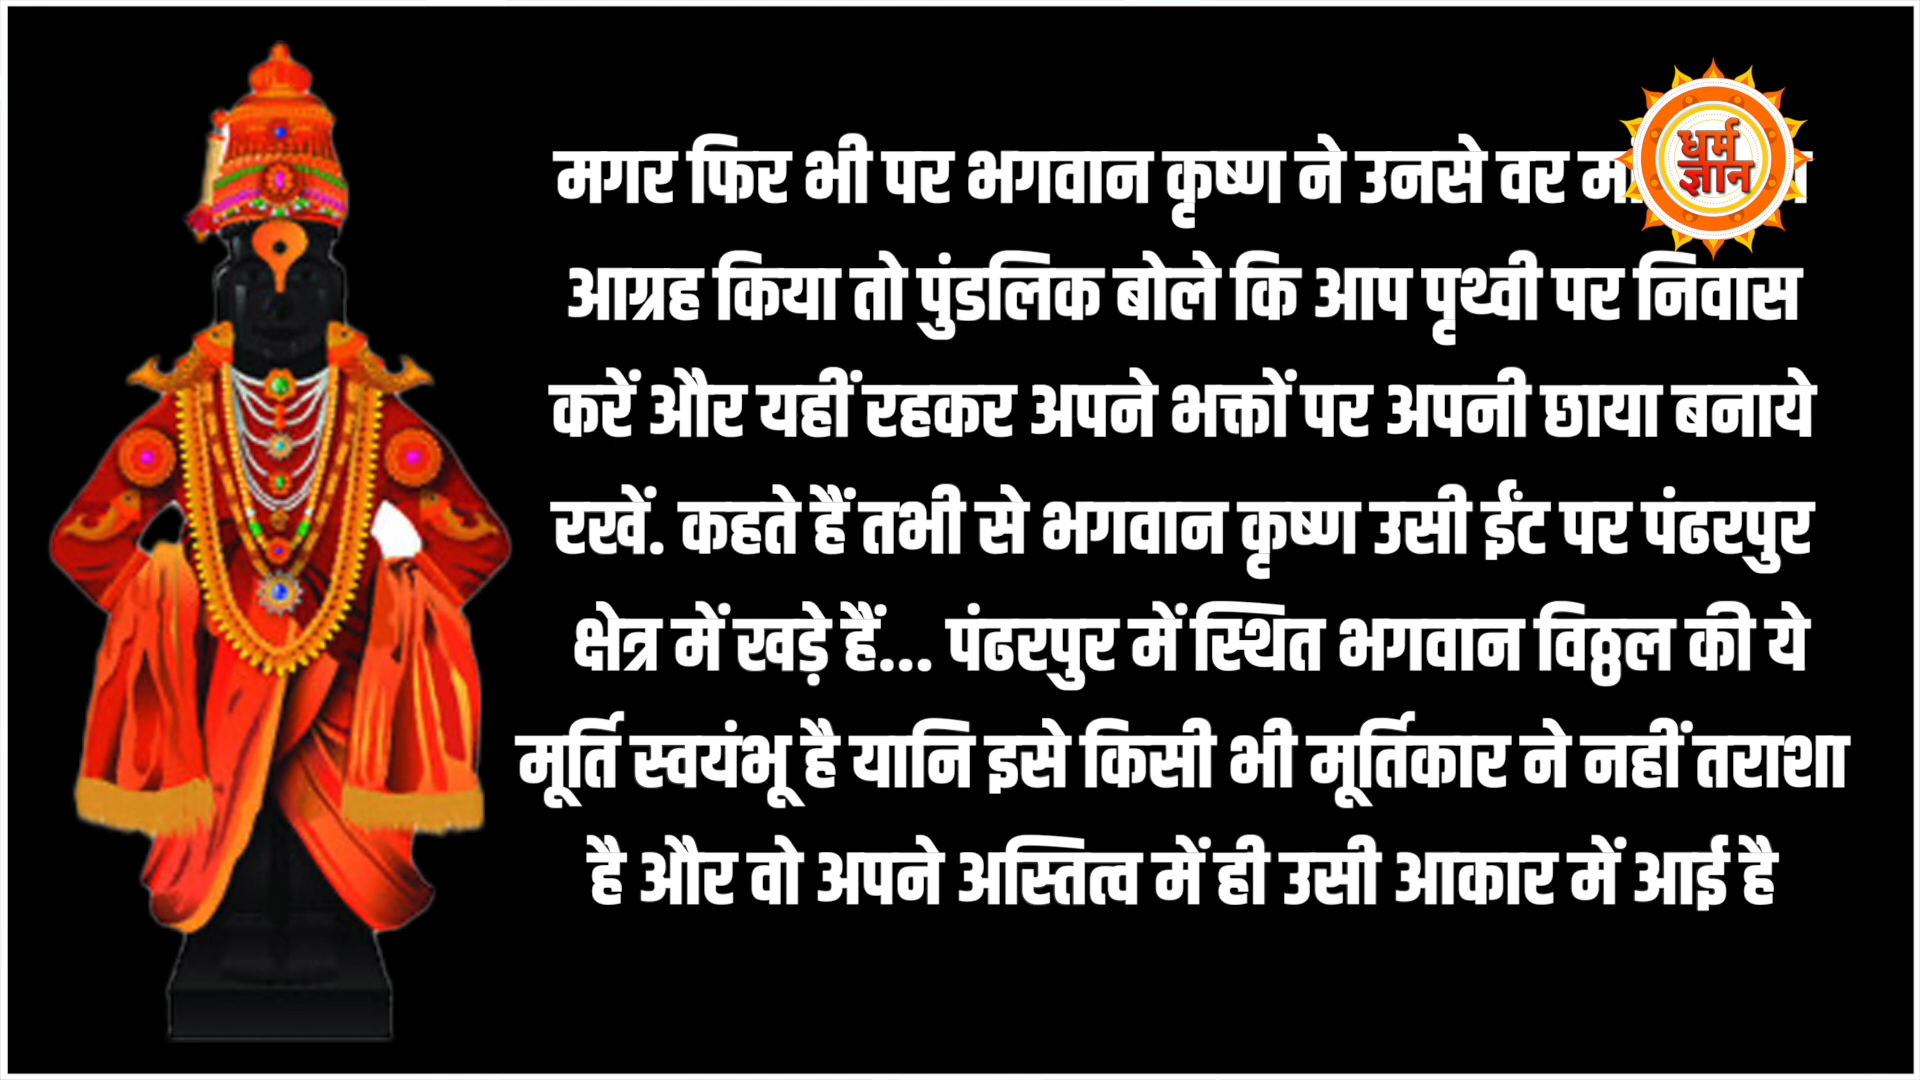 मगर फिर भी पर भगवान कृष्ण ने उनसे वर
आग्रह किया तो पुंडलिक बोले कि आप पृथ्वी पर निवास
करें और यहीं रहकर अपने भक्तों पर अपनी छाया बनाये
रखें. कहते हैं तभी से भगवान कृष्ण उसी ईंट पर पंढरपुर
क्षेत्र में खड़े हैं... पंढरपुर में स्थित भगवान विठ्ठल की ये
मूर्ति स्वयंभू है यानि इसे किसी भी मूर्तिकार ने नहीं तराशा
है और वो अपने अस्तित्व में ही उसी आकार में आई है
धर्म
ज्ञान